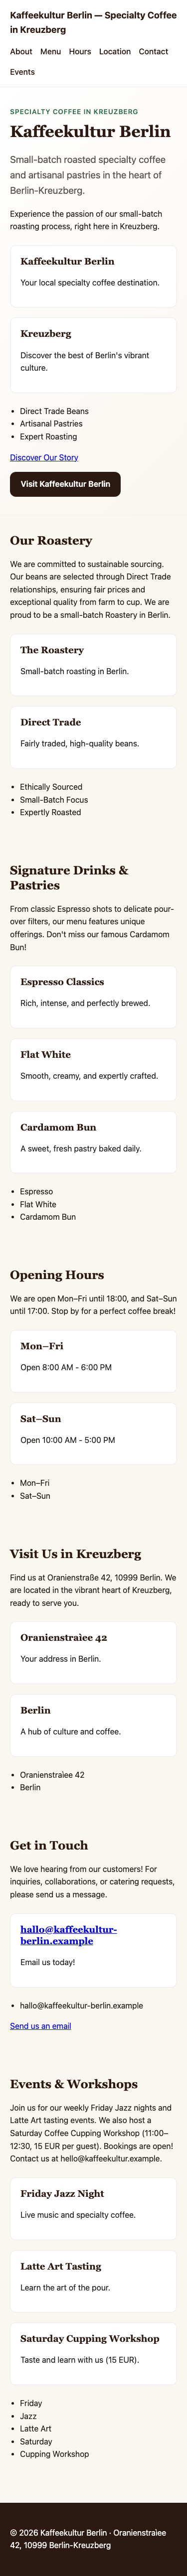 Kaffeekultur Berlin — Specialty Coffee
in Kreuzberg
About Menu Hours Location Contact
Events
SPECIALTY COFFEE IN KREUZBERG
Kaffeekultur Berlin
Small-batch roasted specialty coffee
and artisanal pastries in the heart of
Berlin-Kreuzberg.
Experience the passion of our small-batch
roasting process, right here in Kreuzberg.
Kaffeekultur Berlin
Your local specialty coffee destination.
Kreuzberg
Discover the best of Berlin's vibrant
culture.
• Direct Trade Beans
• Artisanal Pastries
• Expert Roasting
Discover Our Story
Visit Kaffeekultur Berlin
Our Roastery
We are committed to sustainable sourcing.
Our beans are selected through Direct Trade
relationships, ensuring fair prices and
exceptional quality from farm to cup. We are
proud to be a small-batch Roastery in Berlin.
The Roastery
Small-batch roasting in Berlin.
Direct Trade
Fairly traded, high-quality beans.
• Ethically Sourced
• Small-Batch Focus
• Expertly Roasted
Signature Drinks &
Pastries
From classic Espresso shots to delicate pour-
over filters, our menu features unique
offerings. Don't miss our famous Cardamom
Bun!
Espresso Classics
Rich, intense, and perfectly brewed.
Flat White
Smooth, creamy, and expertly crafted.
Cardamom Bun
A sweet, fresh pastry baked daily.
• Espresso
• Flat White
• Cardamom Bun
Opening Hours
We are open Mon–Fri until 18:00, and Sat–Sun
until 17:00. Stop by for a perfect coffee break!
Mon–Fri
Open 8:00 AM - 6:00 PM
Sat–Sun
Open 10:00 AM - 5:00 PM
• Mon–Fri
• Sat–Sun
Visit Us in Kreuzberg
Find us at Oranienstraße 42, 10999 Berlin. We
are located in the vibrant heart of Kreuzberg,
ready to serve you.
Oranienstraìee 42
Your address in Berlin.
Berlin
A hub of culture and coffee.
• Oranienstraìee 42
• Berlin
Get in Touch
We love hearing from our customers! For
inquiries, collaborations, or catering requests,
please send us a message.
hallo@kaffeekultur-
berlin.example
Email us today!
• hallo@kaffeekultur-berlin.example
Send us an email
Events & Workshops
Join us for our weekly Friday Jazz nights and
Latte Art tasting events. We also host a
Saturday Coffee Cupping Workshop (11:00–
12:30, 15 EUR per guest). Bookings are open!
Contact us at hello@kaffeekultur.example.
Friday Jazz Night
Live music and specialty coffee.
Latte Art Tasting
Learn the art of the pour.
Saturday Cupping Workshop
Taste and learn with us (15 EUR).
• Friday
• Jazz
• Latte Art
• Saturday
• Cupping Workshop
© 2026 Kaffeekultur Berlin · Oranienstraìee
42, 10999 Berlin-Kreuzberg